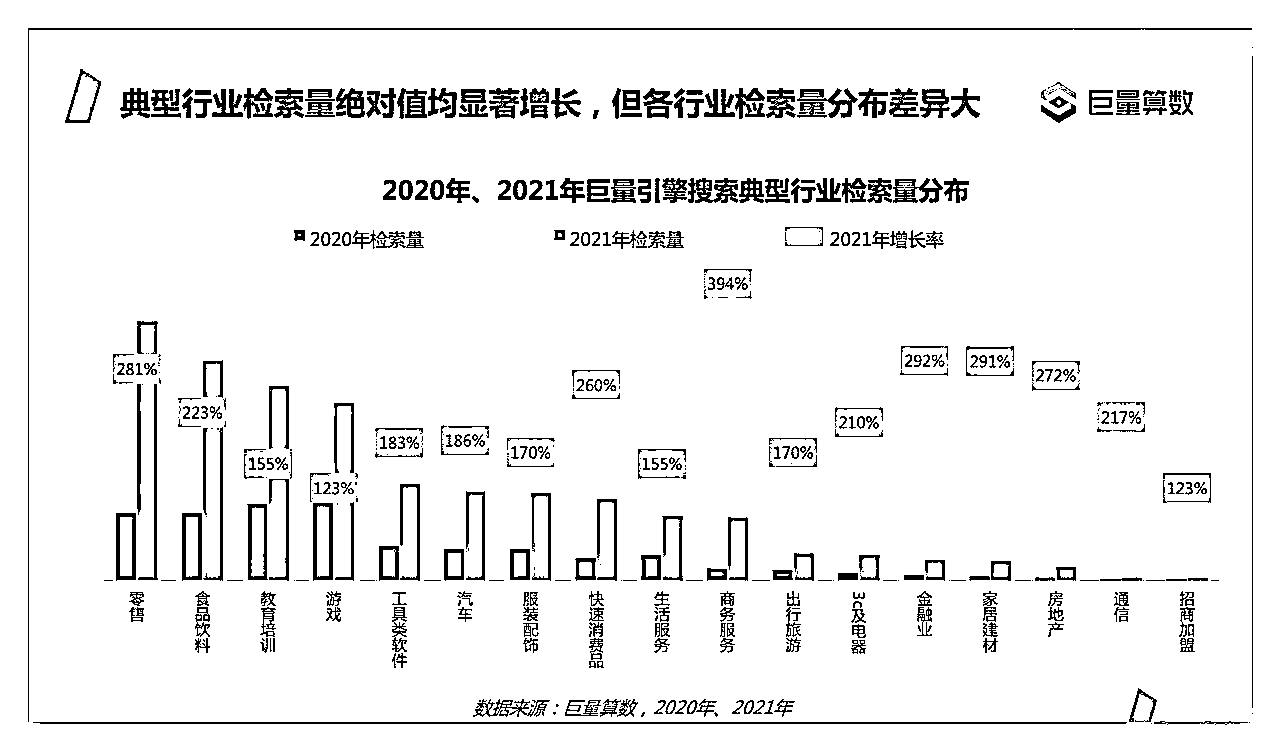 典型行业检索量绝对值均显著增长，但各行业检索量分布差异大
巨量算数
2020年、2021年巨量引擎搜索典型行业检索量分布
2020年检索量
2021年检索量
2021年增长率
281%
223%
155%
123%
183%
186%
170%
260%
155%
394%
170%
210%
292%
291%
272%
217%
123%
零售
食品饮料
教育培训
游戏
工具类软件
汽车
服装配饰
快速消费品
生活服务
商务服务
出行旅游
3c及电器
金融业
家居建材
房地产
通信
招商加盟
数据来源：巨量算数，2020年、2021年